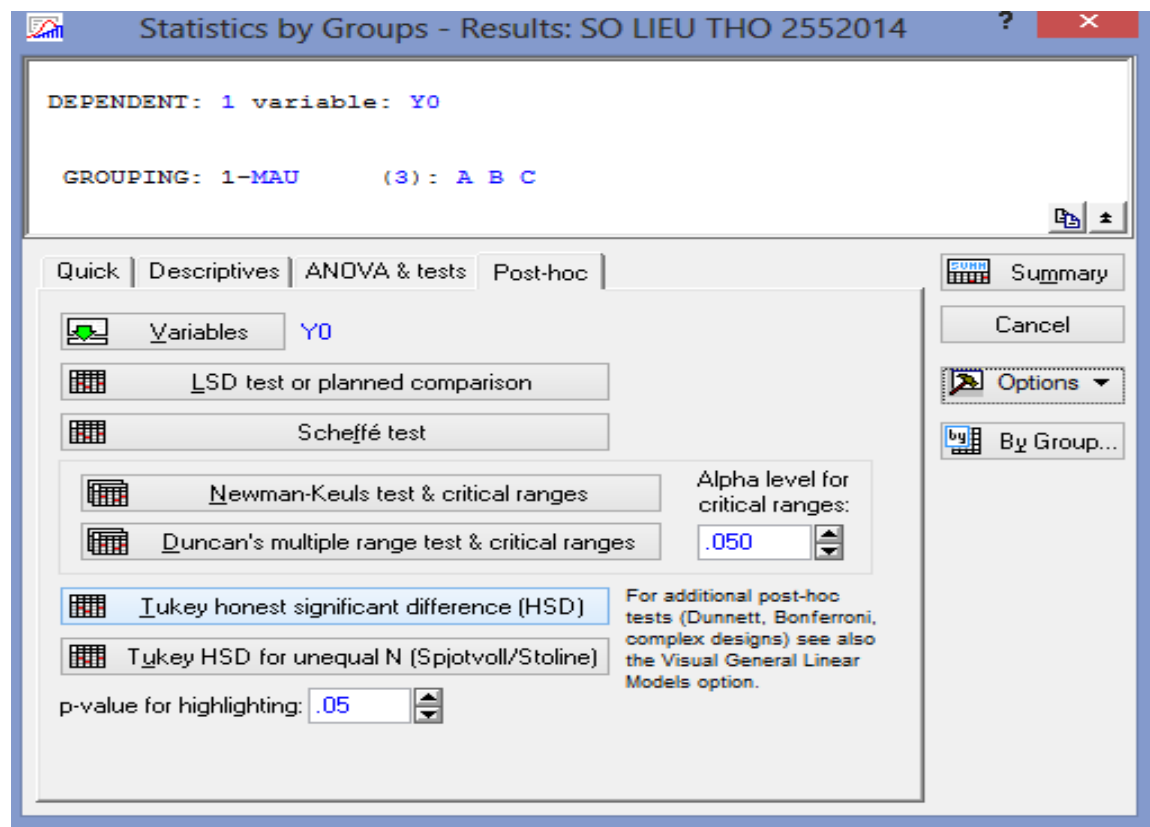 Statistics by Groups - Results: SO LIEU THO 2552014
?
DEPENDENT: 1 variable: Y0
GROUPING: 1-MAU (3): A B C
Quick
Descriptives
ANOVA & tests
Post-hoc
SUMM
Summary
Variables
Y0
Cancel
LSD test or planned comparison
Options
Scheffé test
by
By Group...
Newman-Keuls test & critical ranges
Alpha level for
critical ranges:
Duncan's multiple range test & critical ranges
.050
Tukey honest significant difference (HSD)
Tukey HSD for unequal N (Spjotvoll/Stoline)
For additional post-hoc
tests (Dunnett, Bonferroni,
complex designs) see also
the Visual General Linear
Models option.
p-value for highlighting: .05